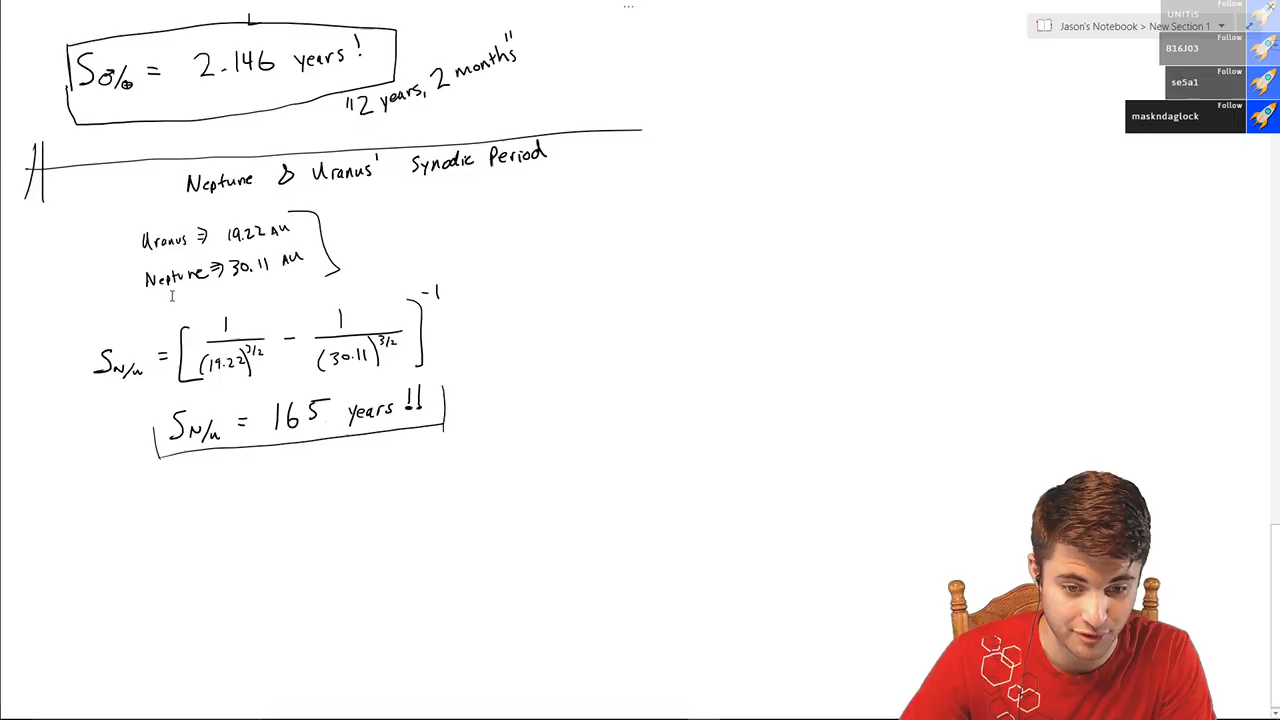 S♂/⊕ = 2.146 years!
"2 years, 2 months"
Neptune & Uranus' Synodic Period
Uranus ⇒ 19.22 AU
Neptune ⇒ 30.11 AU
S_N/u = [ 1/(19.22)^3/2 - 1/(30.11)^3/2 ]^-1
S_N/u = 165 years!!
Jason's Notebook > New Section 1
UNITiS Follow
B16J03 Follow
se5a1 Follow
maskndaglock Follow